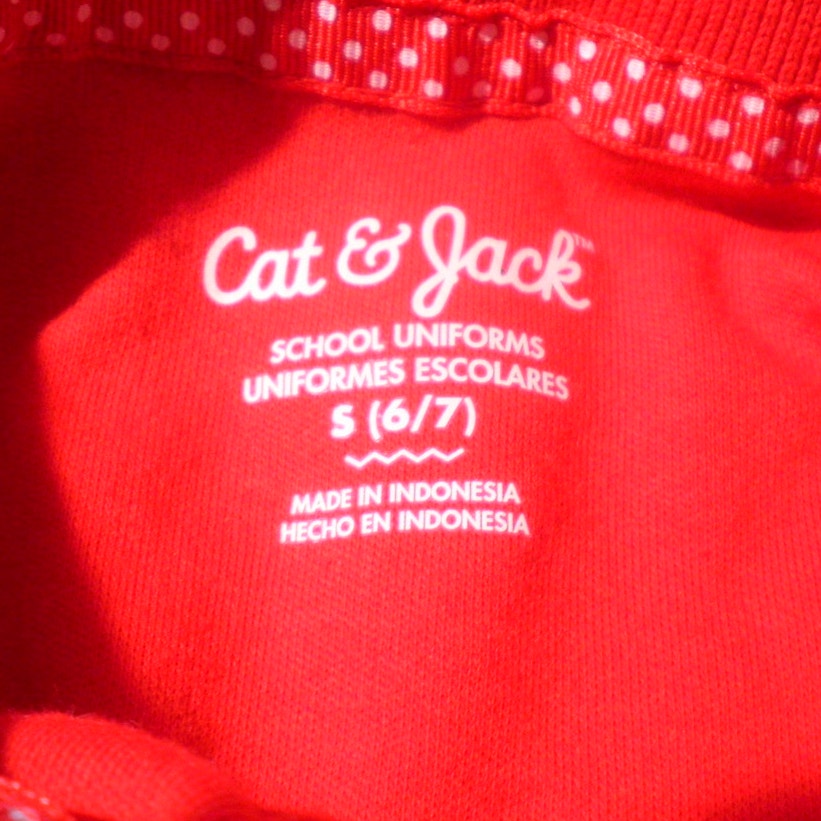 Cat & Jack™
SCHOOL UNIFORMS
UNIFORMES ESCOLARES
S (6/7)
MADE IN INDONESIA
HECHO EN INDONESIA